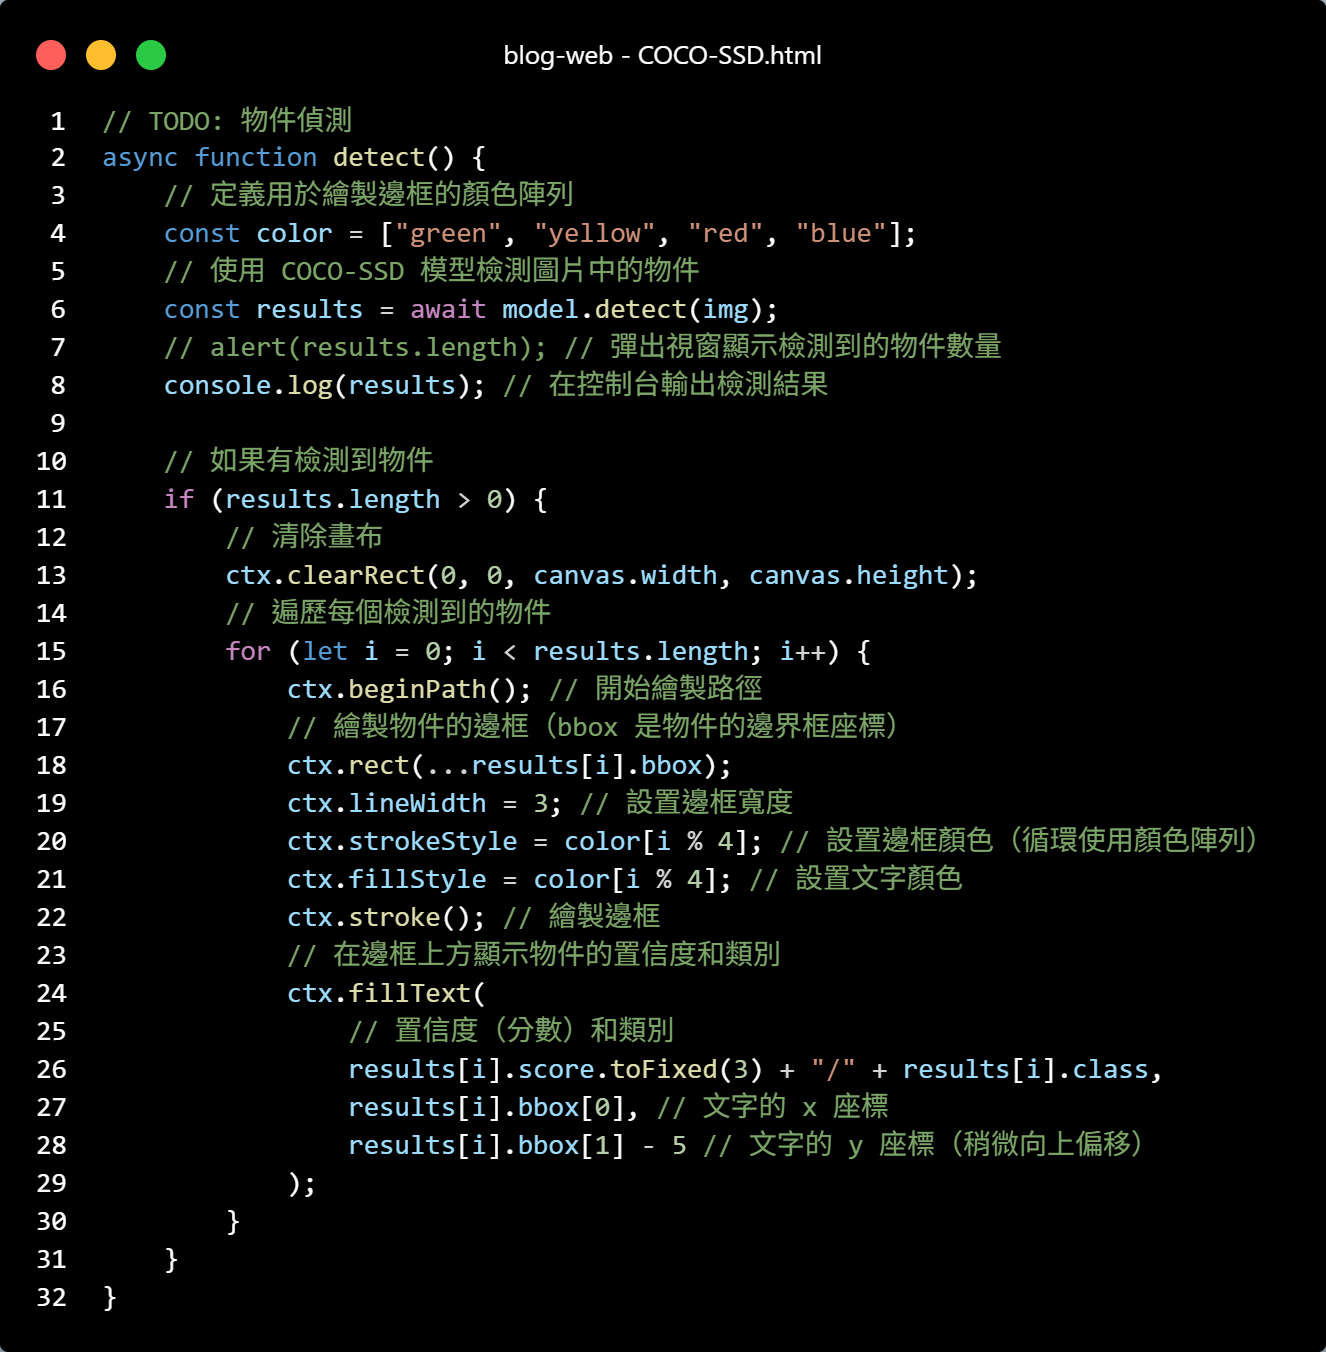 blog-web - COCO-SSD.html
1 // TODO: 物件偵測
2 async function detect() {
3     // 定義用於繪製邊框的顏色陣列
4     const color = ["green", "yellow", "red", "blue"];
5     // 使用 COCO-SSD 模型檢測圖片中的物件
6     const results = await model.detect(img);
7     // alert(results.length); // 彈出視窗顯示檢測到的物件數量
8     console.log(results); // 在控制台輸出檢測結果
9
10     // 如果有檢測到物件
11     if (results.length > 0) {
12         // 清除畫布
13         ctx.clearRect(0, 0, canvas.width, canvas.height);
14         // 遍歷每個檢測到的物件
15         for (let i = 0; i < results.length; i++) {
16             ctx.beginPath(); // 開始繪製路徑
17             // 繪製物件的邊框（bbox 是物件的邊界框座標）
18             ctx.rect(...results[i].bbox);
19             ctx.lineWidth = 3; // 設置邊框寬度
20             ctx.strokeStyle = color[i % 4]; // 設置邊框顏色（循環使用顏色陣列）
21             ctx.fillStyle = color[i % 4]; // 設置文字顏色
22             ctx.stroke(); // 繪製邊框
23             // 在邊框上方顯示物件的置信度和類別
24             ctx.fillText(
25                 // 置信度（分數）和類別
26                 results[i].score.toFixed(3) + "/" + results[i].class,
27                 results[i].bbox[0], // 文字的 x 座標
28                 results[i].bbox[1] - 5 // 文字的 y 座標（稍微向上偏移）
29             );
30         }
31     }
32 }